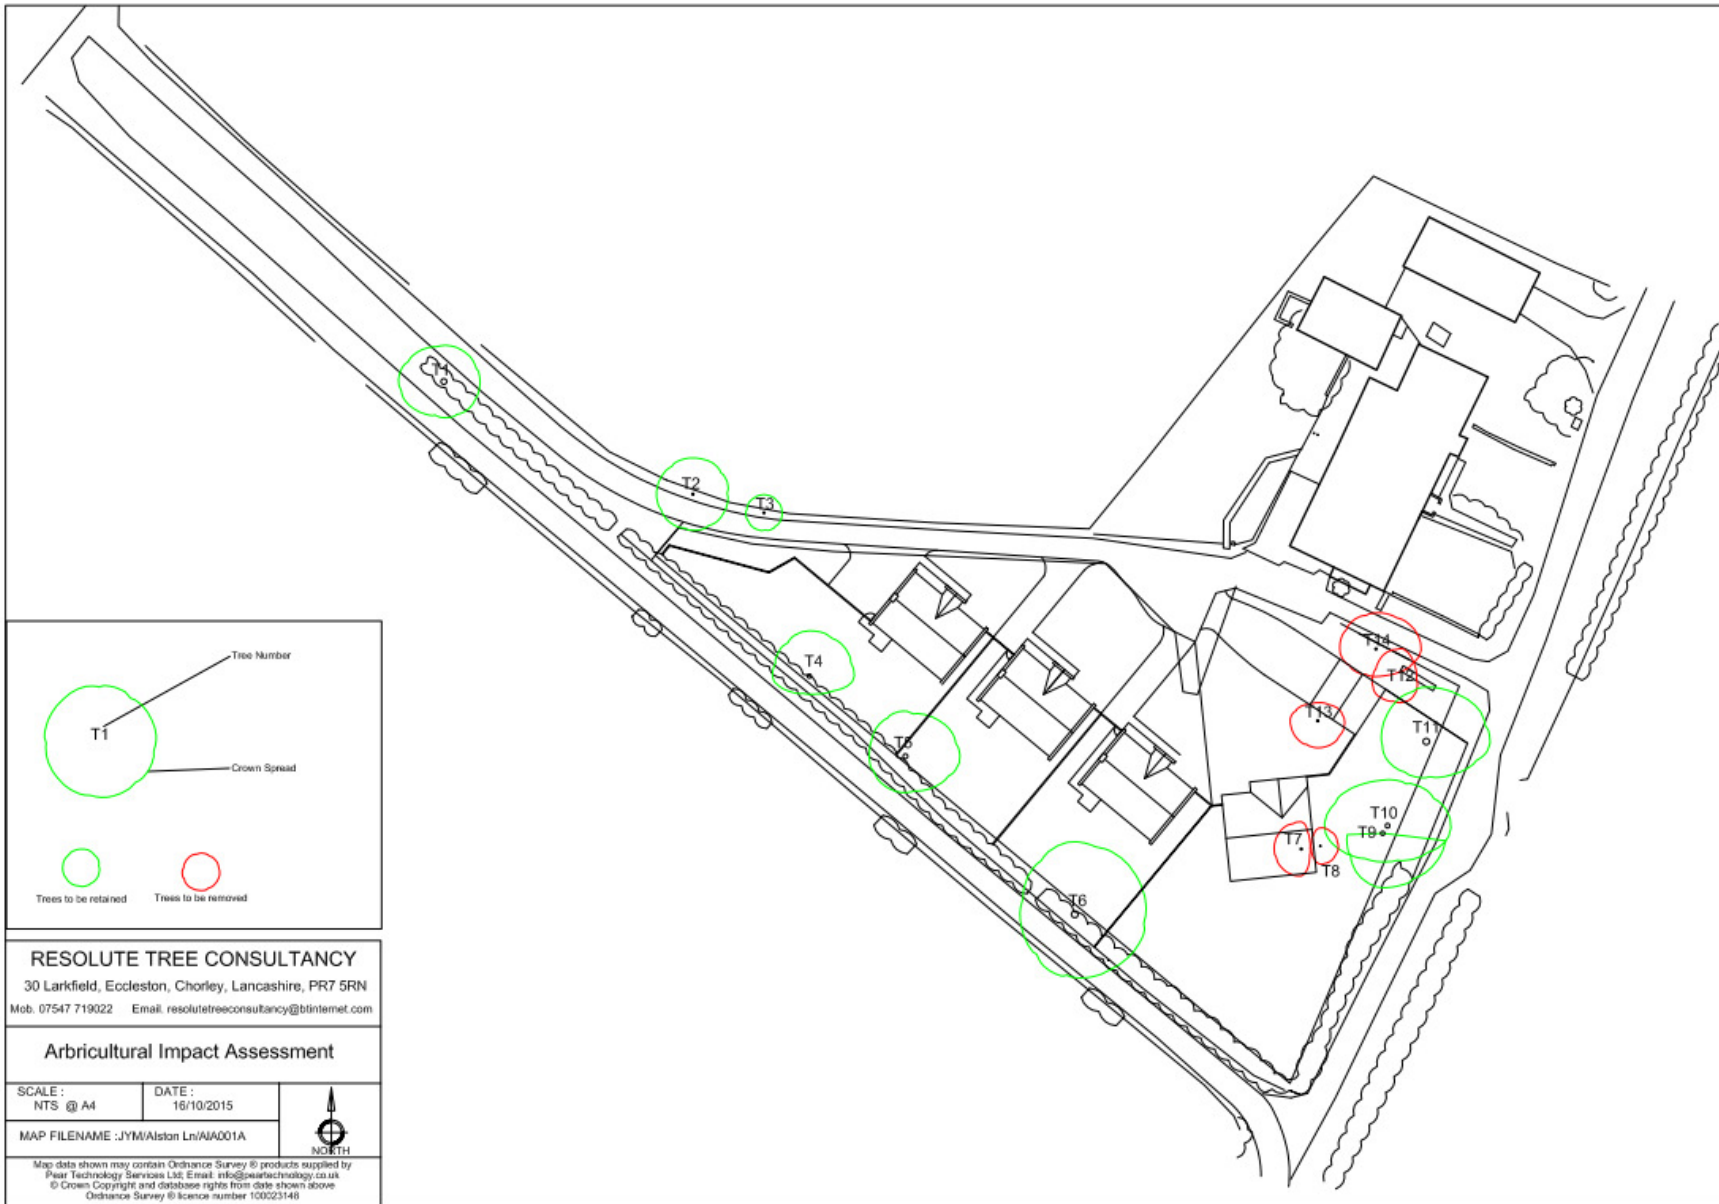 T1
T2
T3
T4
T5
T6
T14
T12
T13
T11
T10
T9
T7
T8
Tree Number
T1
Crown Spread
Trees to be retained
Trees to be removed
RESOLUTE TREE CONSULTANCY
30 Larkfield, Eccleston, Chorley, Lancashire, PR7 5RN
Mob. 07547 719022 Email. resolutetreeconsultancy@btinternet.com
Arbricultural Impact Assessment
SCALE :
NTS @ A4
DATE :
16/10/2015
MAP FILENAME :JYM/Alston Ln/AIA001A
NORTH
Map data shown may contain Ordnance Survey ® products supplied by
Pear Technology Services Ltd; Email: info@peartechnology.co.uk
© Crown Copyright and database rights from date shown above
Ordnance Survey ® licence number 100023148